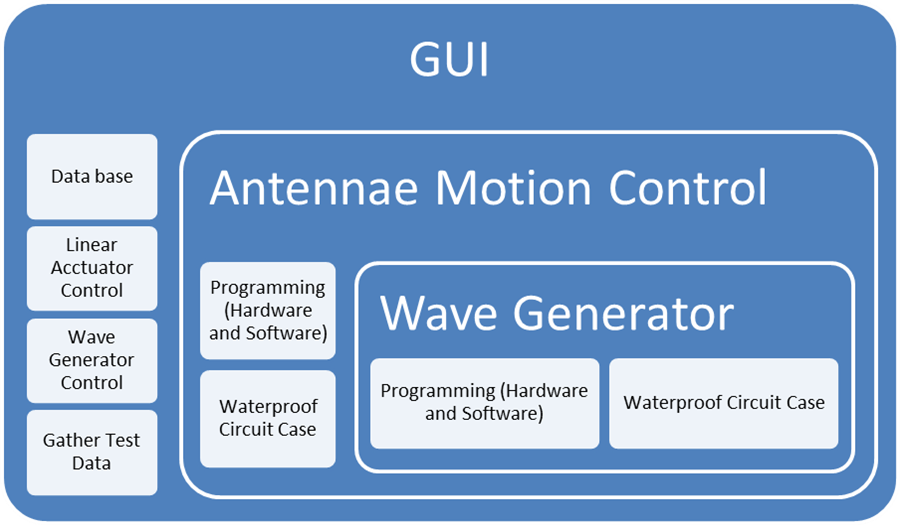 GUI
Data base
Linear
Acctuator
Control
Wave
Generator
Control
Gather Test
Data
Antennae Motion Control
Programming
(Hardware
and Software)
Waterproof
Circuit Case
Wave Generator
Programming (Hardware
and Software)
Waterproof Circuit Case